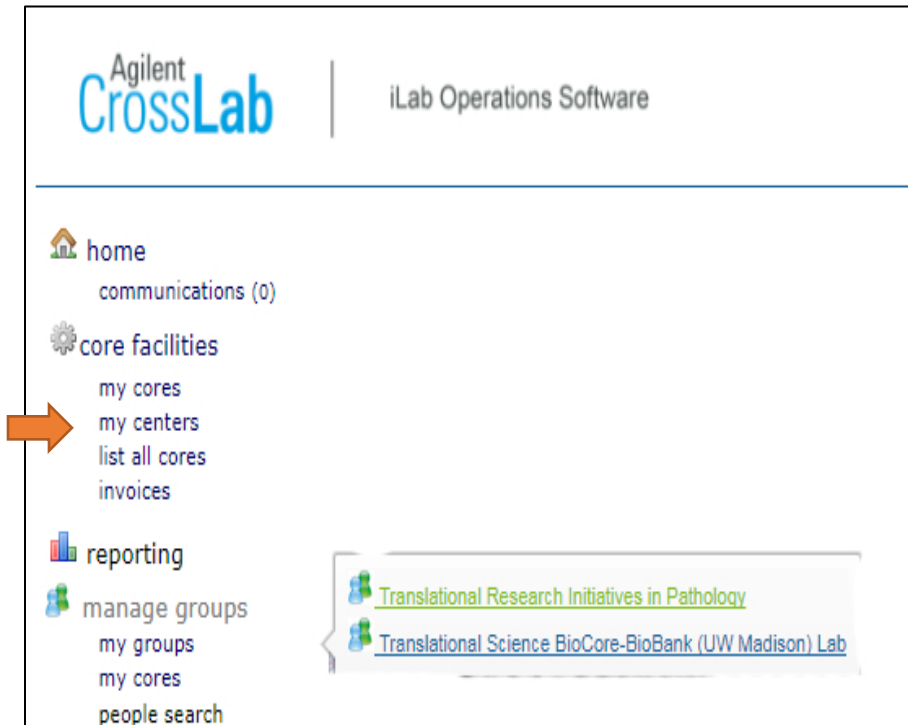 Agilent
CrossLab
iLab Operations Software
home
communications (0)
core facilities
my cores
my centers
list all cores
invoices
reporting
manage groups
my groups
my cores
people search
Translational Research Initiatives in Pathology
Translational Science BioCore-BioBank (UW Madison) Lab